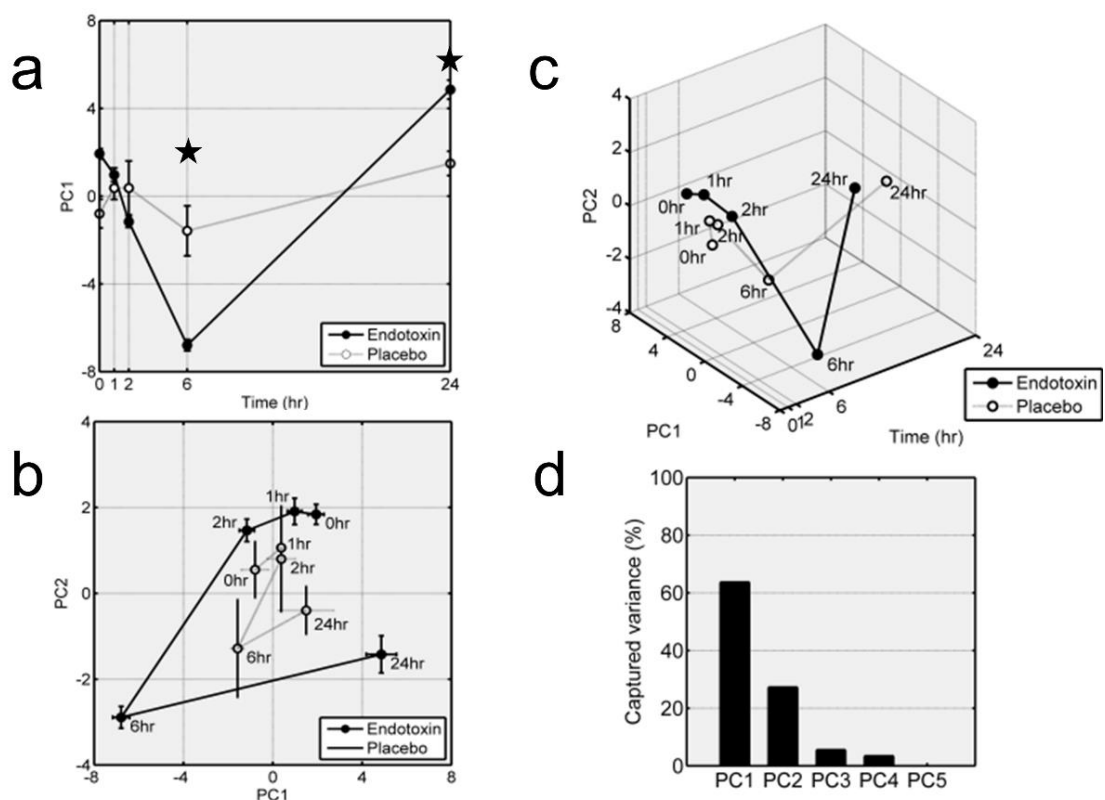 a
8
4
0
-4
-8
PC1
0 1 2 6 24
Time (hr)
Endotoxin
Placebo
b
4
2
0
-2
-4
PC2
1hr
0hr
2hr
1hr
2hr
0hr
24hr
6hr
24hr
6hr
-8 -4 0 4 8
PC1
Endotoxin
Placebo
c
4
2
0
-2
-4
PC2
8
4
0
-4
-8
PC1
0 1 2
6
24
Time (hr)
1hr
0hr
2hr
24hr
24hr
1hr
2hr
0hr
6hr
6hr
Endotoxin
Placebo
d
100
80
60
40
20
0
Captured variance (%)
PC1 PC2 PC3 PC4 PC5